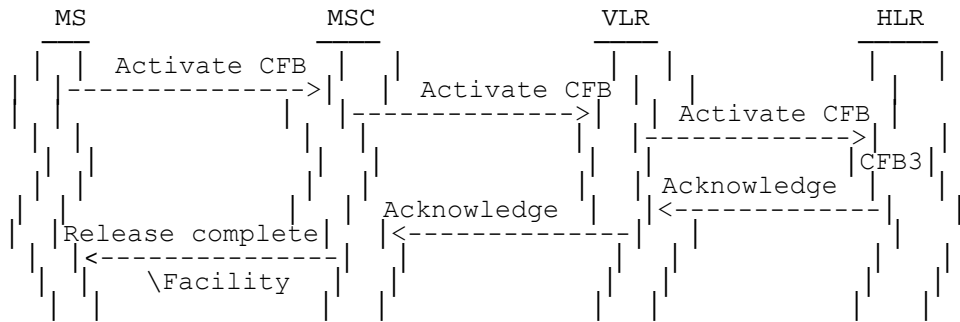 MS MSC VLR HLR
Activate CFB
Activate CFB
Activate CFB
CFB3
Acknowledge
Acknowledge
Release complete
\Facility